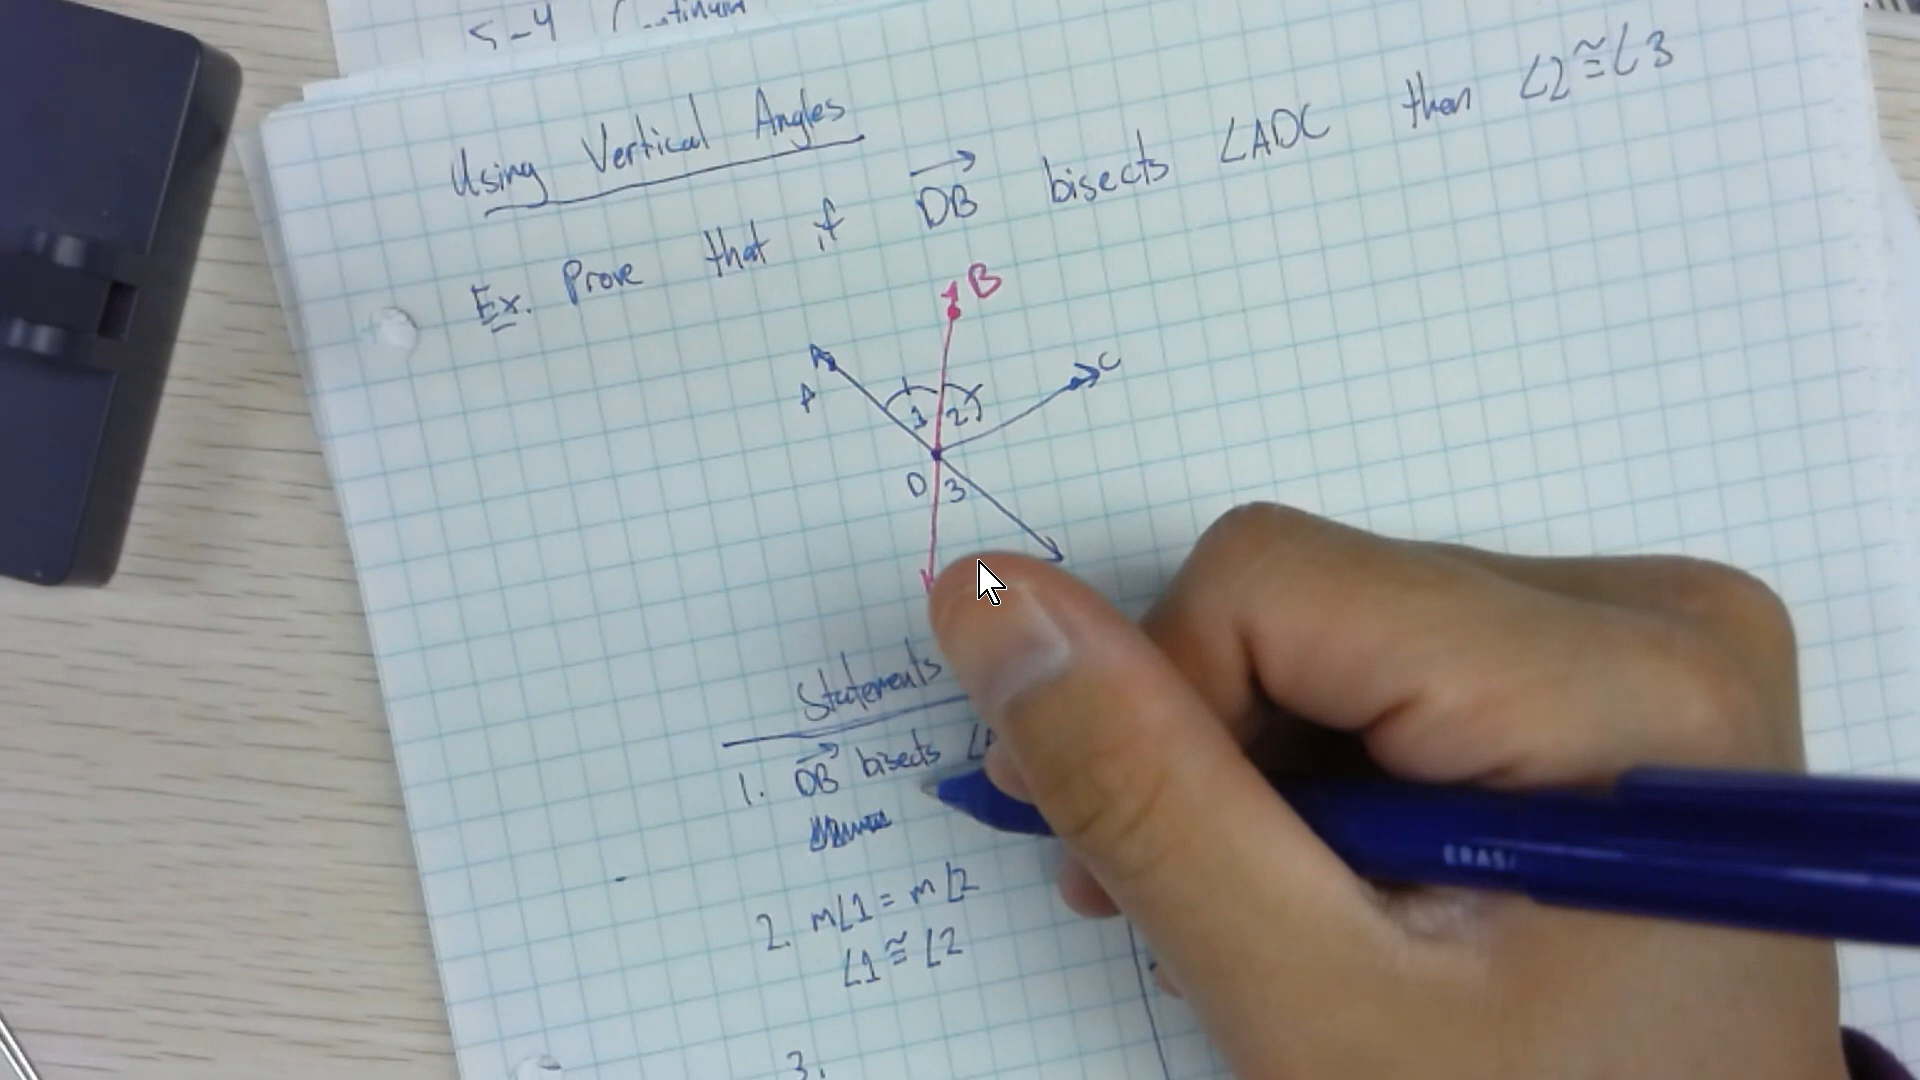 5-4
Using Vertical Angles
Ex. Prove that if DB bisects ∠ADC then ∠2≅∠3
B
A
C
1 2
D 3
Statements
1. DB bisects ∠A
2. m∠1 = m∠2
∠1 ≅ ∠2
3.
ERAS